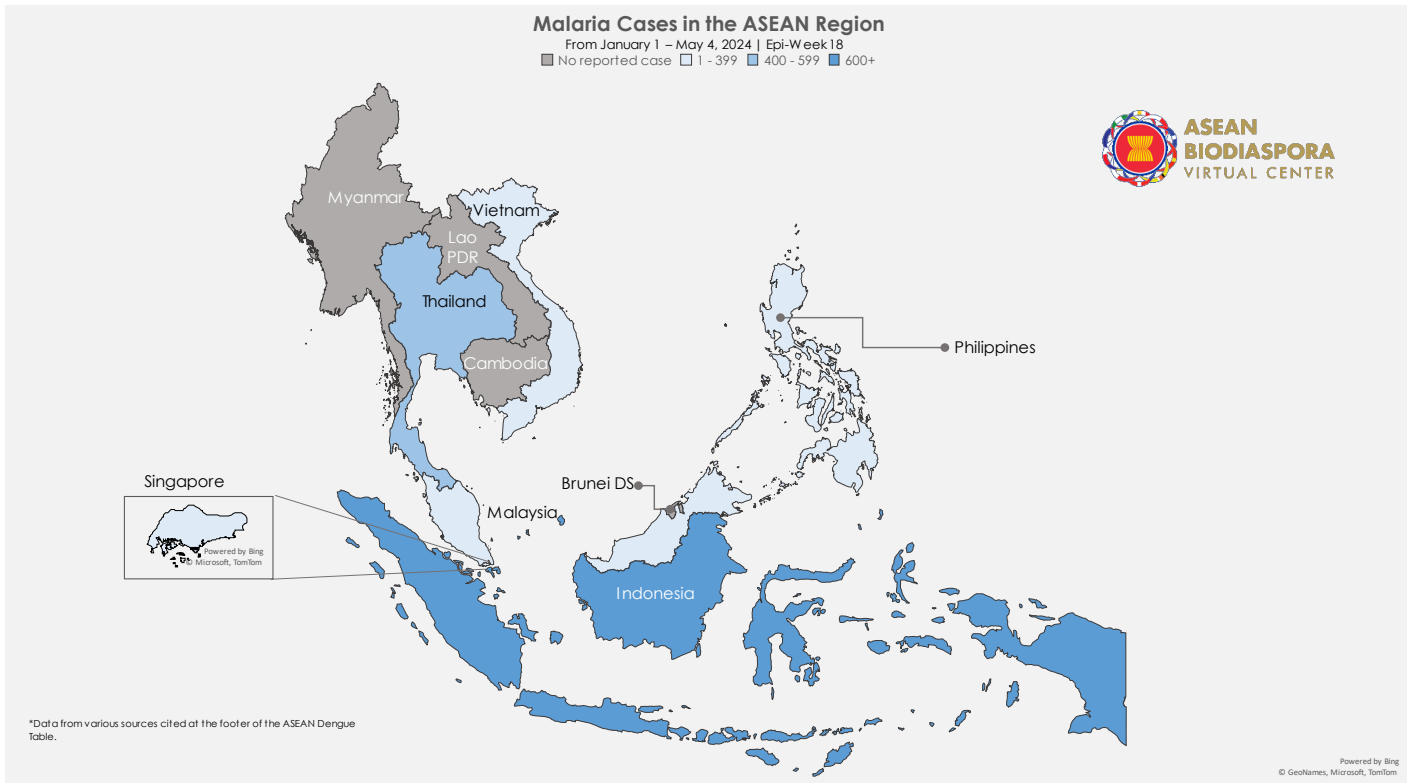 Malaria Cases in the ASEAN Region
From January 1 – May 4, 2024 | Epi-Week 18
No reported case 1 - 399 400 - 599 600+
ASEAN
BIODIASPORA
VIRTUAL CENTER
Myanmar
Vietnam
Lao
PDR
Thailand
Cambodia
Philippines
Singapore
Brunei DS
Malaysia
Powered by Bing
© Microsoft, TomTom
Indonesia
*Data from various sources cited at the footer of the ASEAN Dengue
Table.
Powered by Bing
© GeoNames, Microsoft, TomTom